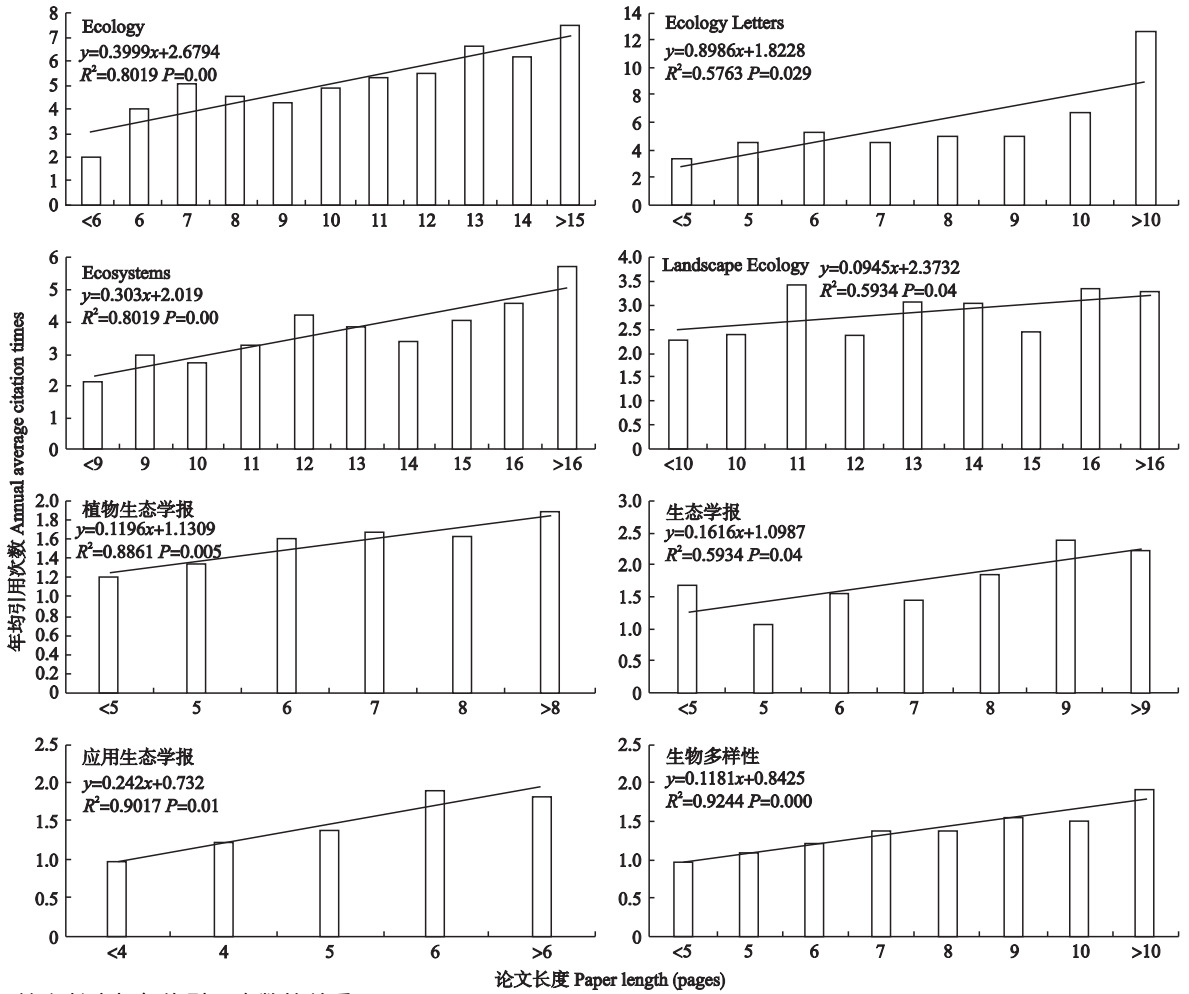 Ecology
y=0.3999x+2.6794
R²=0.8019 P=0.00
8
7
6
5
4
3
2
1
0
<6 6 7 8 9 10 11 12 13 14 >15
Ecology Letters
y=0.8986x+1.8228
R²=0.5763 P=0.029
14
12
10
8
6
4
2
0
<5 5 6 7 8 9 10 >10
Ecosystems
y=0.303x+2.019
R²=0.8019 P=0.00
6
5
4
3
2
1
0
<9 9 10 11 12 13 14 15 16 >16
Landscape Ecology y=0.0945x+2.3732
R²=0.5934 P=0.04
4.0
3.5
3.0
2.5
2.0
1.5
1.0
0.5
0
<10 10 11 12 13 14 15 16 >16
年均引用次数 Annual average citation times
植物生态学报
y=0.1196x+1.1309
R²=0.8861 P=0.005
2.0
1.8
1.6
1.4
1.2
1.0
0.8
0.6
0.4
0.2
0
<5 5 6 7 8 >8
生态学报
y=0.1616x+1.0987
R²=0.5934 P=0.04
3.0
2.5
2.0
1.5
1.0
0.5
0
<5 5 6 7 8 9 >9
应用生态学报
y=0.242x+0.732
R²=0.9017 P=0.01
2.5
2.0
1.5
1.0
0.5
0
<4 4 5 6 >6
生物多样性
y=0.1181x+0.8425
R²=0.9244 P=0.000
2.5
2.0
1.5
1.0
0.5
0
<5 5 6 7 8 9 10 >10
论文长度 Paper length (pages)